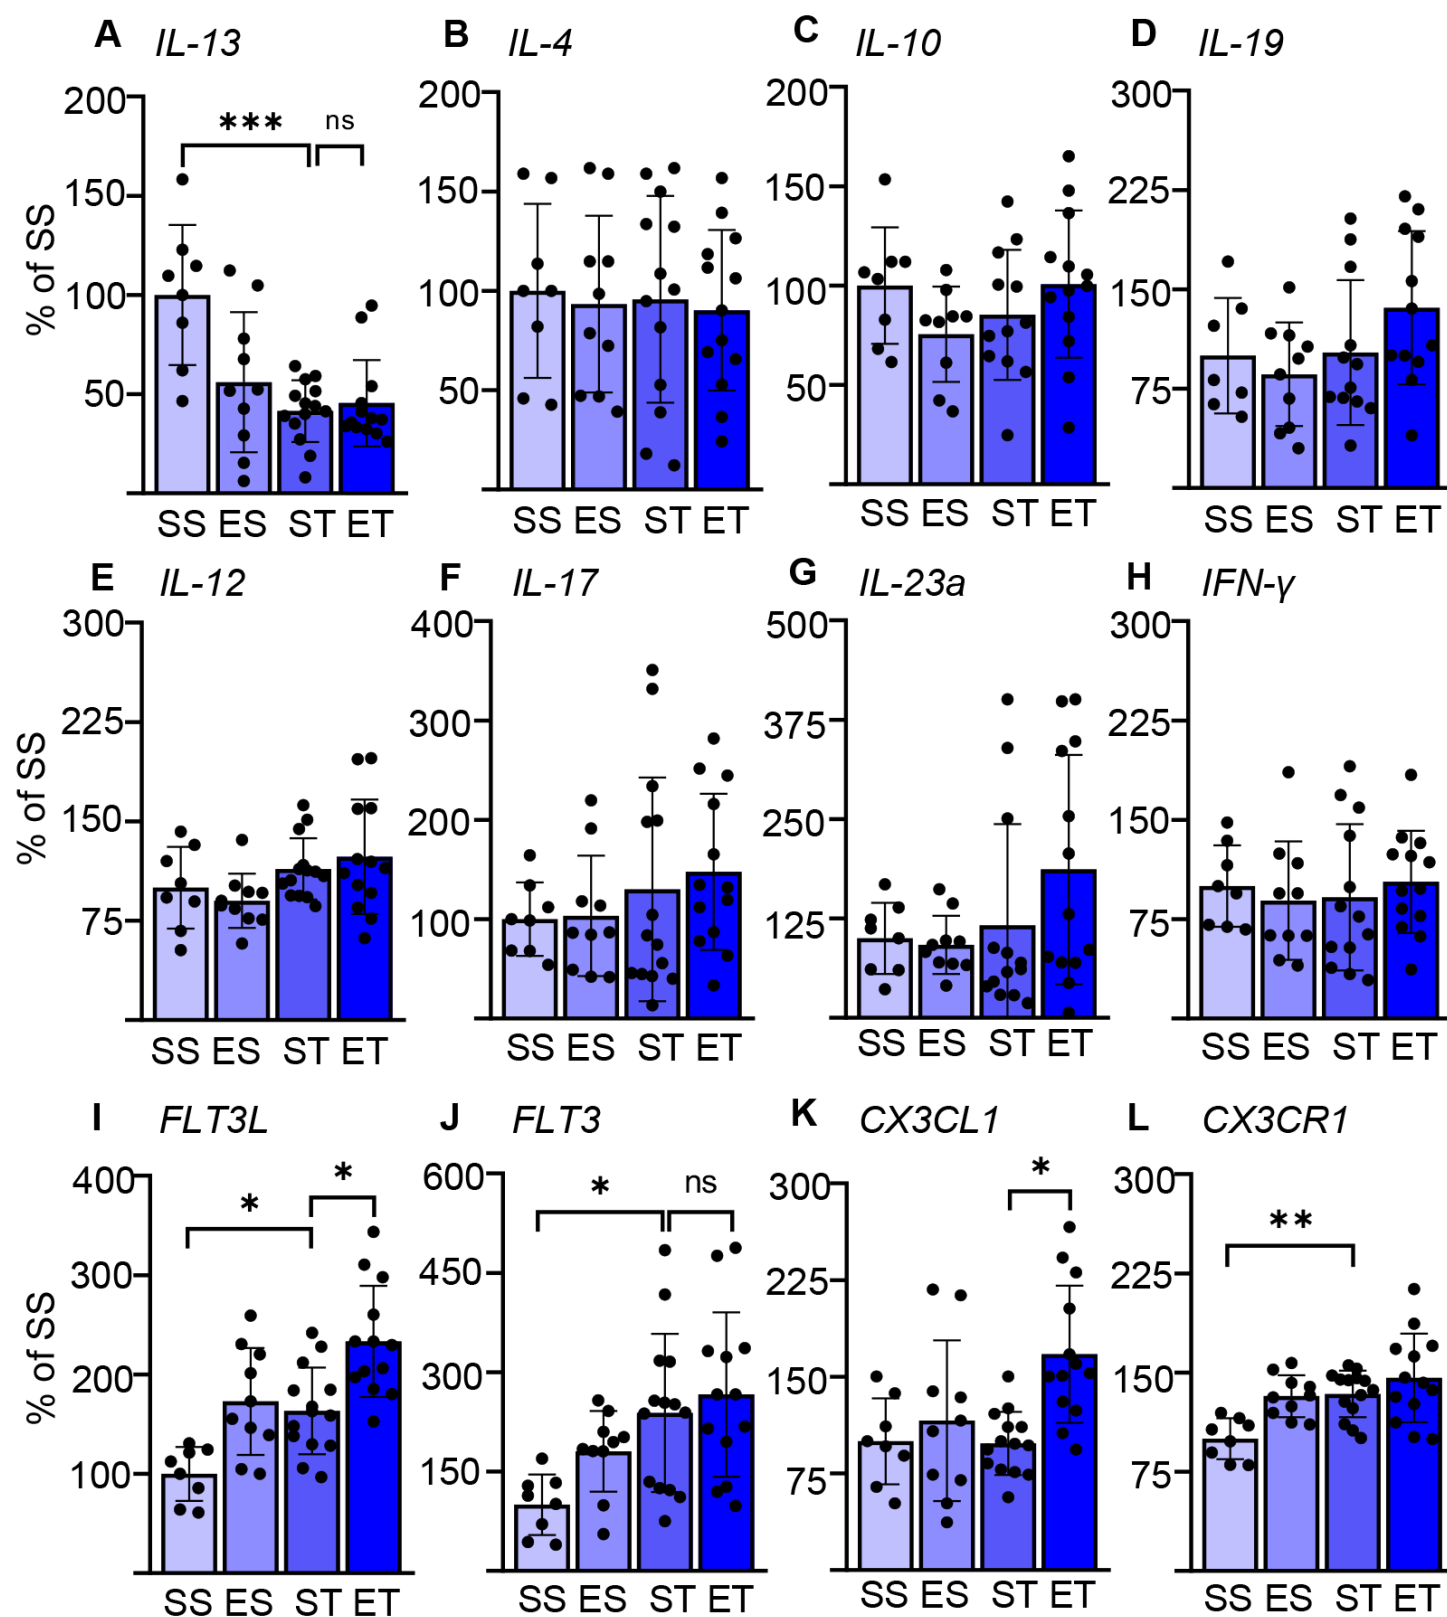 A IL-13
B IL-4
C IL-10
D IL-19
% of SS
200
150
100
50
*** ns
SS ES ST ET
200
150
100
50
SS ES ST ET
200
150
100
50
SS ES ST ET
300
225
150
75
SS ES ST ET
E IL-12
F IL-17
G IL-23a
H IFN-γ
% of SS
300
225
150
75
SS ES ST ET
400
300
200
100
SS ES ST ET
500
375
250
125
SS ES ST ET
300
225
150
75
SS ES ST ET
I FLT3L
J FLT3
K CX3CL1
L CX3CR1
% of SS
400
300
200
100
* *
SS ES ST ET
600
450
300
150
* ns
SS ES ST ET
300
225
150
75
*
SS ES ST ET
300
225
150
75
**
SS ES ST ET